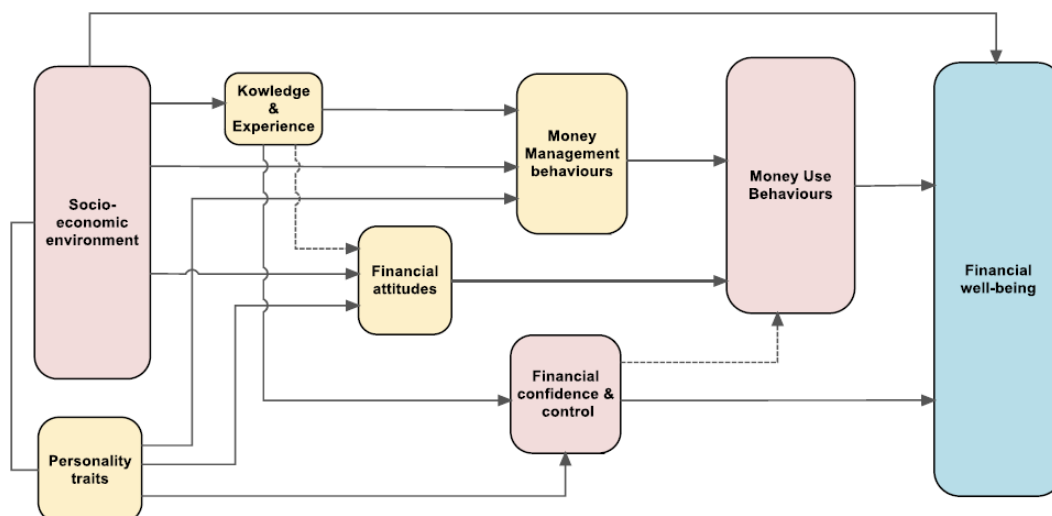 Kowledge
&
Experience
Money
Management
behaviours
Money Use
Behaviours
Socio-
economic
environment
Financial
attitudes
Financial
well-being
Financial
confidence &
control
Personality
traits